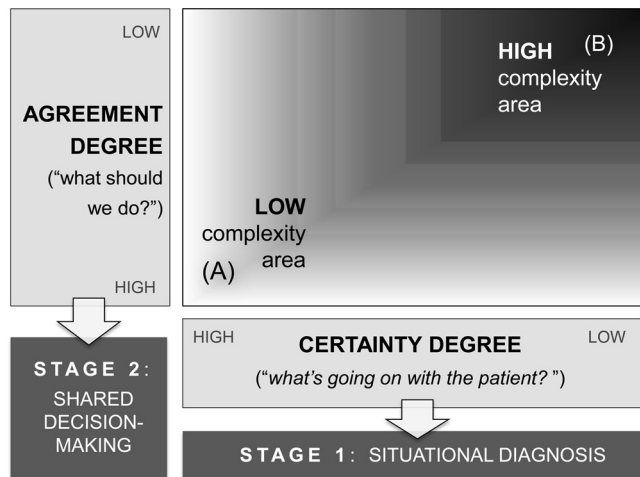 LOW
AGREEMENT
DEGREE
(“what should
we do?”)
HIGH
HIGH (B)
complexity
area
LOW
complexity
area
(A)
HIGH
CERTAINTY DEGREE
LOW
(“what’s going on with the patient? ”)
STAGE 2:
SHARED
DECISION-
MAKING
STAGE 1: SITUATIONAL DIAGNOSIS